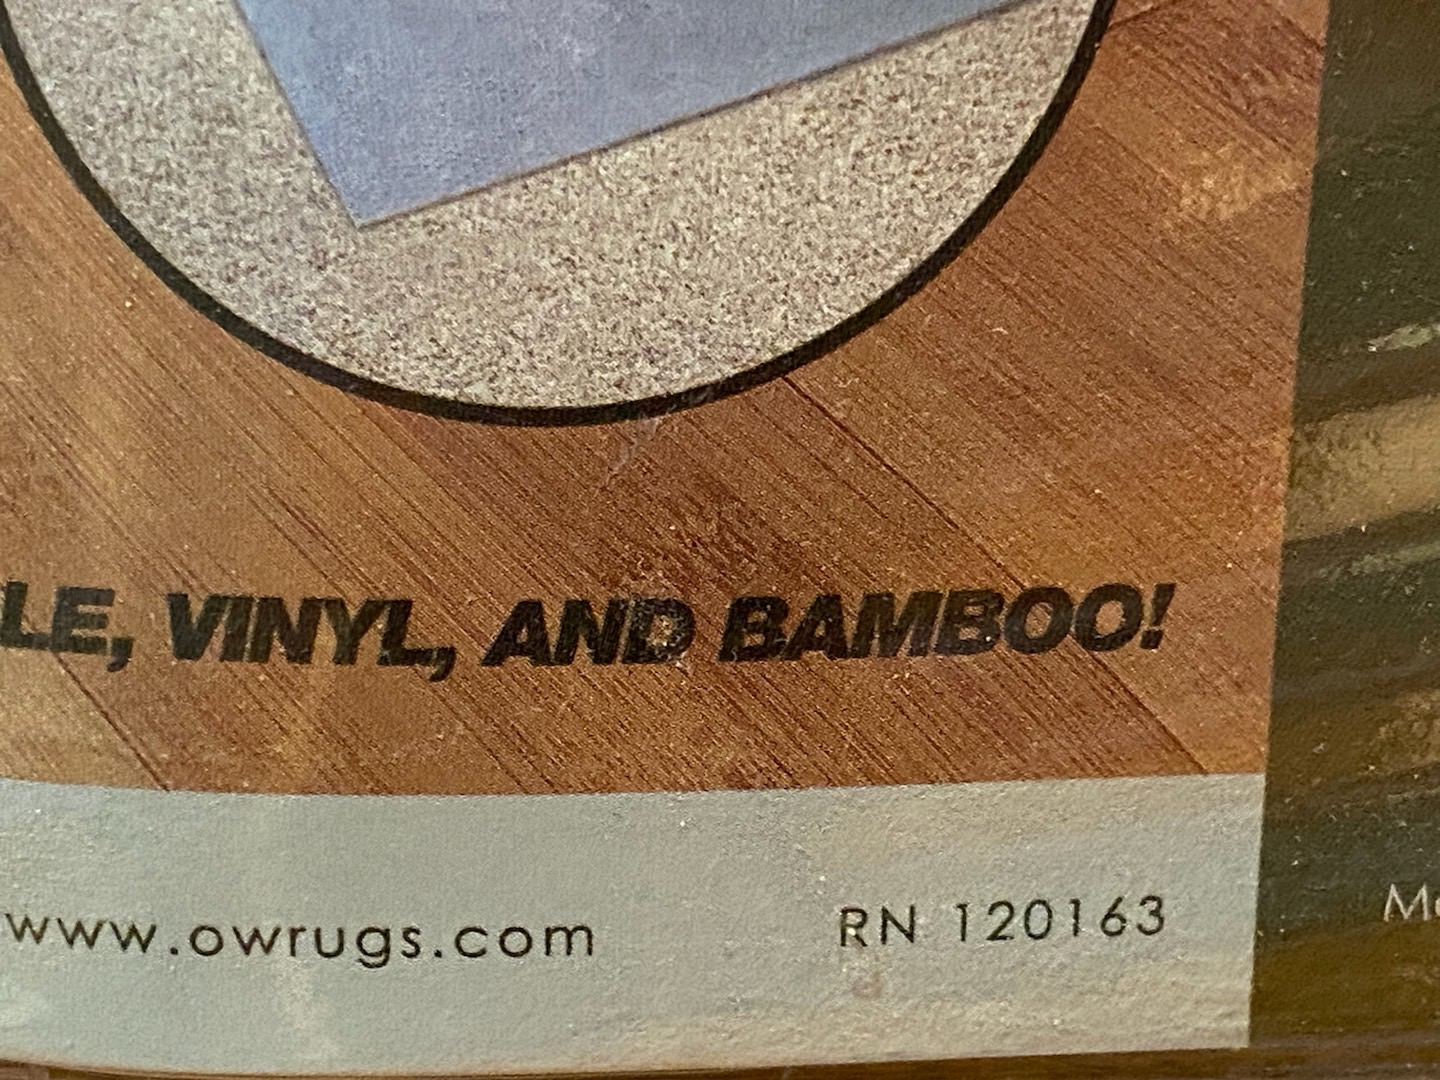 LE, VINYL, AND BAMBOO!
www.owrugs.com RN 120163